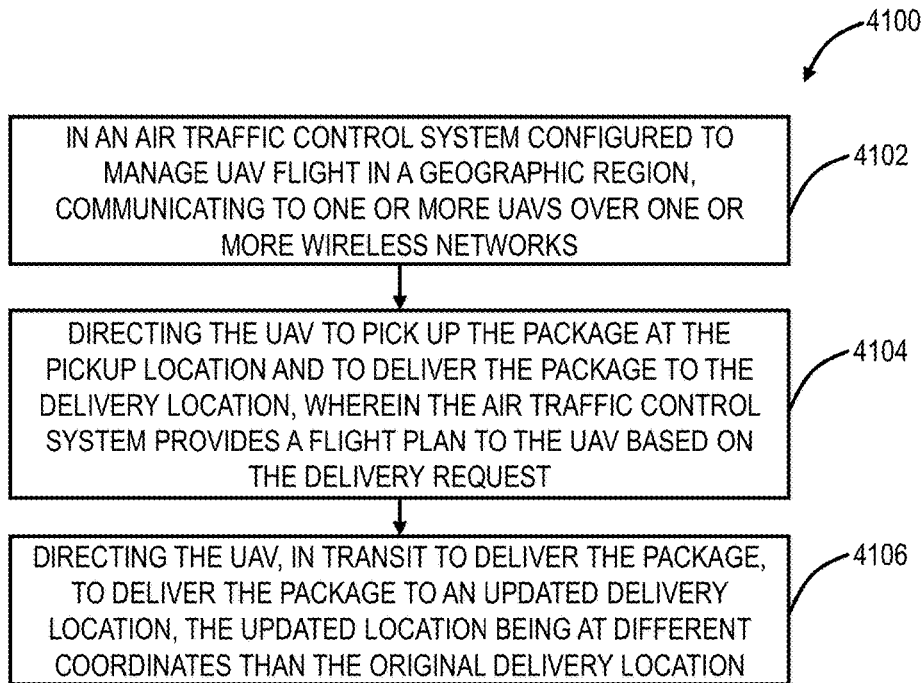 4100
IN AN AIR TRAFFIC CONTROL SYSTEM CONFIGURED TO
MANAGE UAV FLIGHT IN A GEOGRAPHIC REGION,
COMMUNICATING TO ONE OR MORE UAVS OVER ONE OR
MORE WIRELESS NETWORKS
4102
DIRECTING THE UAV TO PICK UP THE PACKAGE AT THE
PICKUP LOCATION AND TO DELIVER THE PACKAGE TO THE
DELIVERY LOCATION, WHEREIN THE AIR TRAFFIC CONTROL
SYSTEM PROVIDES A FLIGHT PLAN TO THE UAV BASED ON
THE DELIVERY REQUEST
4104
DIRECTING THE UAV, IN TRANSIT TO DELIVER THE PACKAGE,
TO DELIVER THE PACKAGE TO AN UPDATED DELIVERY
LOCATION, THE UPDATED LOCATION BEING AT DIFFERENT
COORDINATES THAN THE ORIGINAL DELIVERY LOCATION
4106